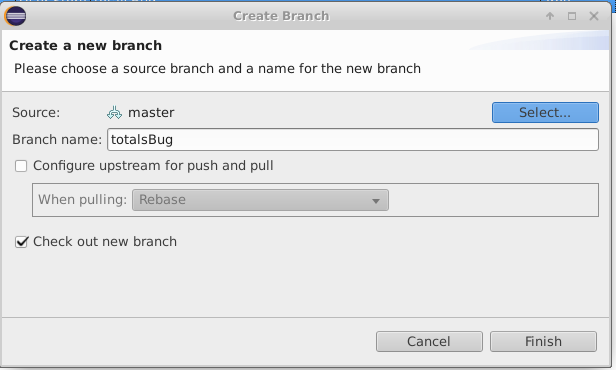 Create Branch
Create a new branch
Please choose a source branch and a name for the new branch
Source: master Select...
Branch name: totalsBug
Configure upstream for push and pull
When pulling: Rebase
Check out new branch
Cancel Finish